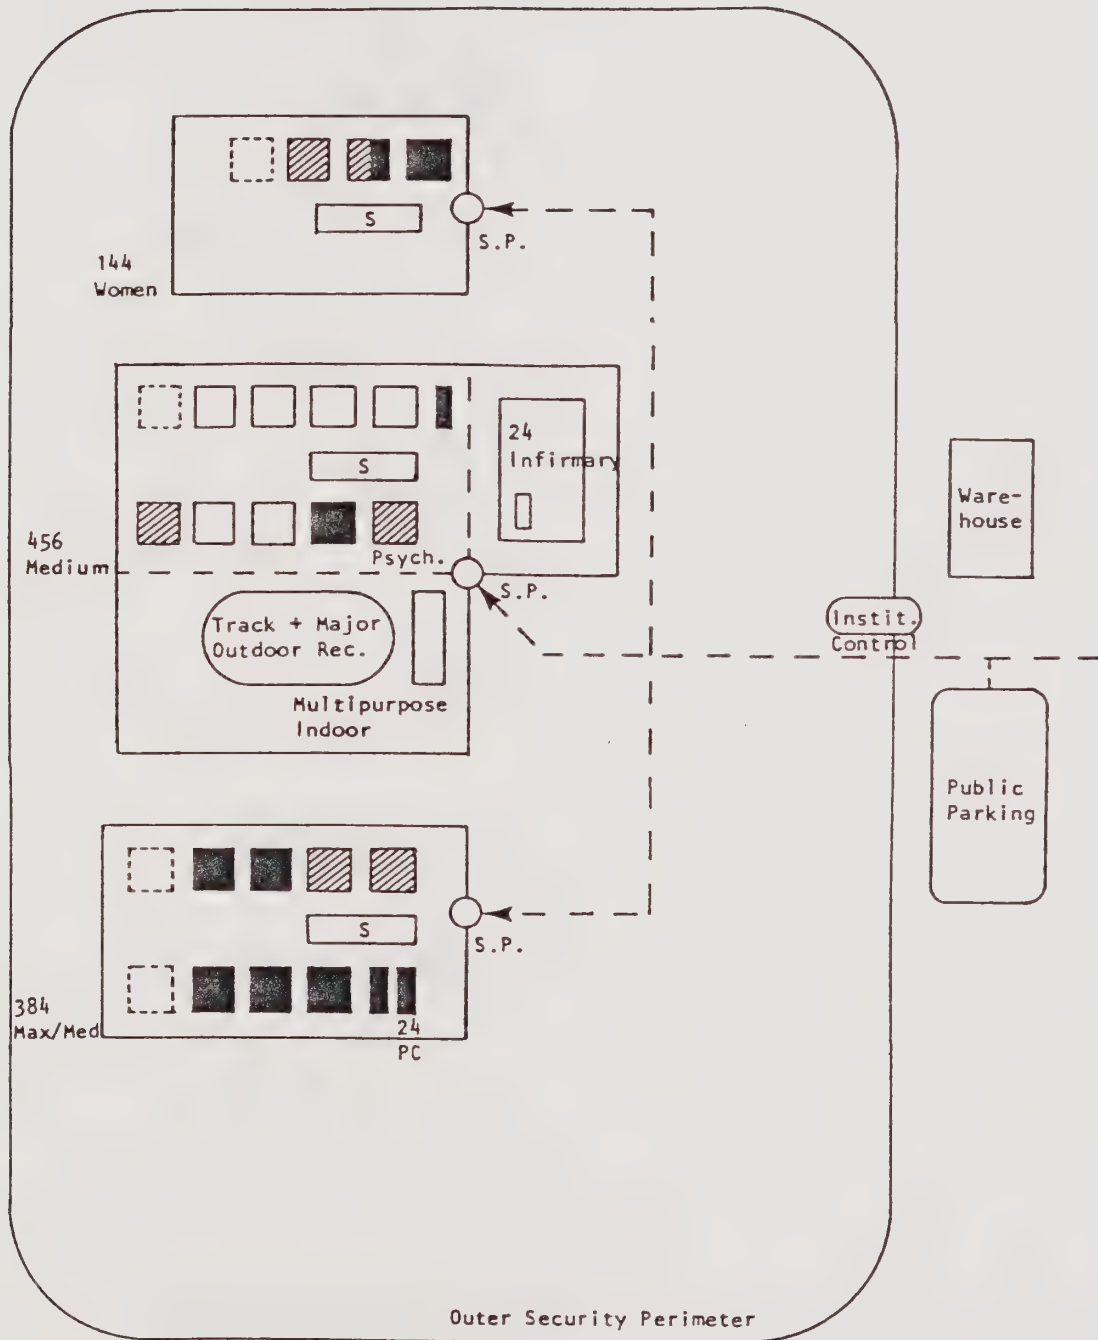 S
S.P.
144
Women
24
Infirmary
S
Psych.
456
Medium
S.P.
Track + Major
Outdoor Rec.
Multipurpose
Indoor
Ware-
house
Instit.
Control
Public
Parking
S
S.P.
384
Max/Med
24
PC
Outer Security Perimeter